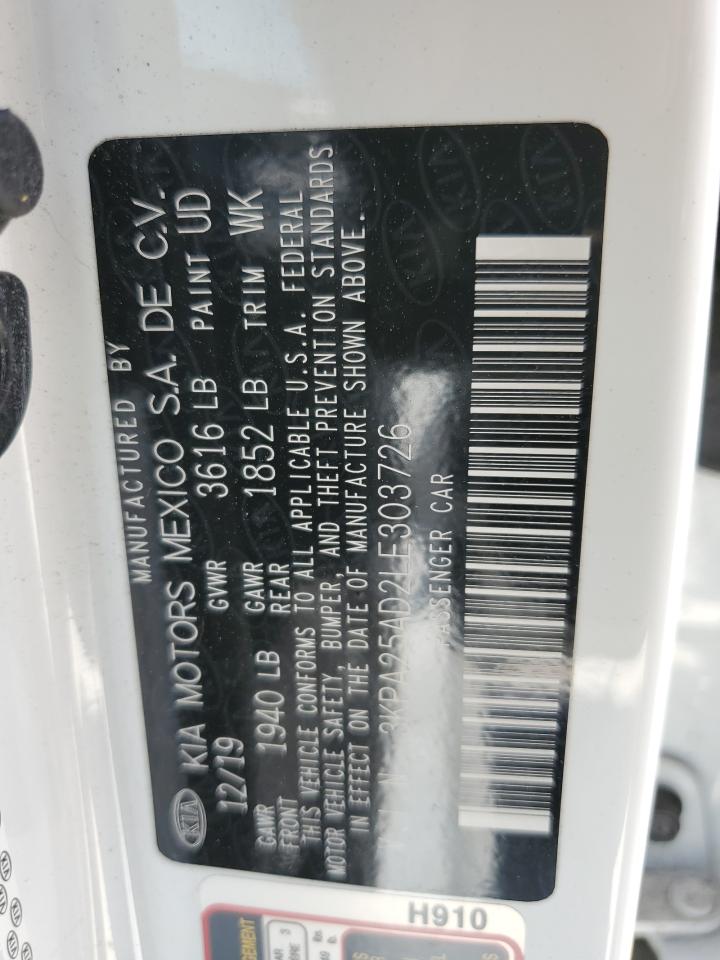 MANUFACTURED BY
KIA KIA MOTORS MEXICO S.A. DE C.V.
12/19 GVWR 3616 LB PAINT UD
GAWR FRONT 1940 LB GAWR REAR 1852 LB TRIM WK
THIS VEHICLE CONFORMS TO ALL APPLICABLE U.S.A. FEDERAL
MOTOR VEHICLE SAFETY, BUMPER, AND THEFT PREVENTION STANDARDS
IN EFFECT ON THE DATE OF MANUFACTURE SHOWN ABOVE.
3KPA25AD2LE303726
PASSENGER CAR
H910